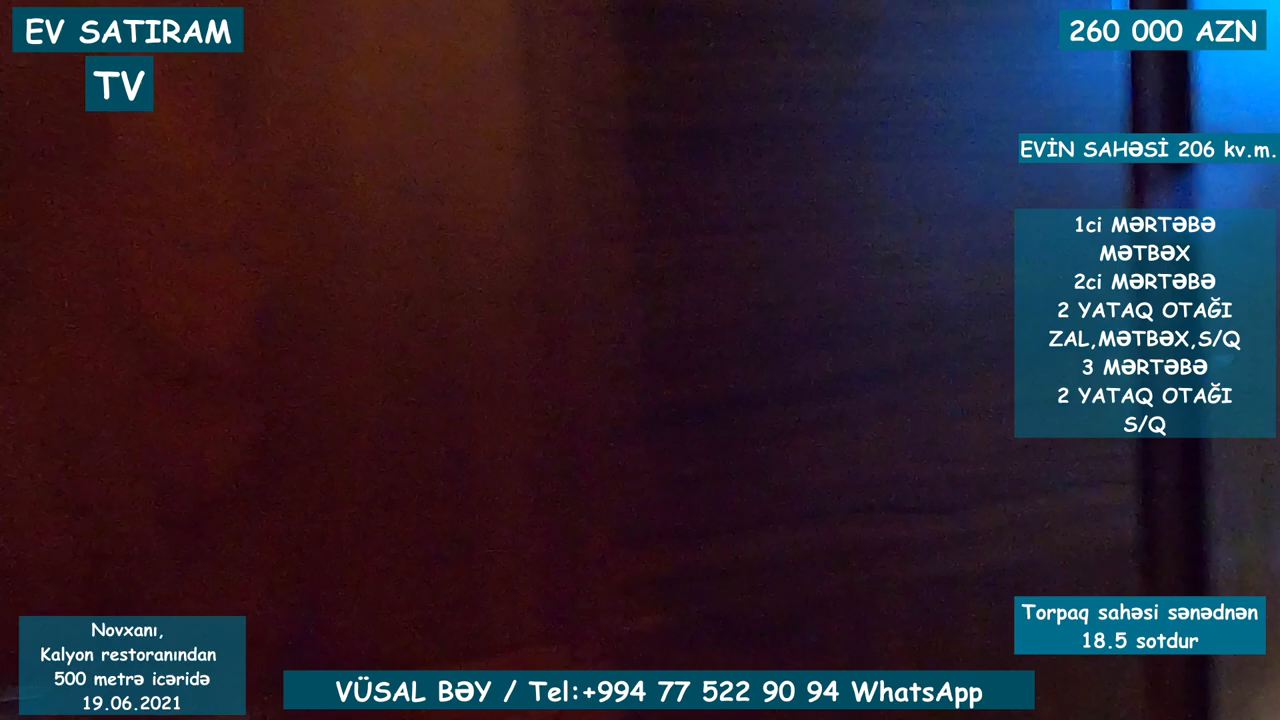 EV SATIRAM
TV
260 000 AZN
EVİN SAHƏSİ 206 kv.m.
1ci MƏRTƏBƏ
MƏTBƏX
2ci MƏRTƏBƏ
2 YATAQ OTAĞI
ZAL,MƏTBƏX,S/Q
3 MƏRTƏBƏ
2 YATAQ OTAĞI
S/Q
Torpaq sahəsi sənədnən
18.5 sotdur
Novxanı,
Kalyon restoranından
500 metrə icəridə
19.06.2021
VÜSAL BƏY / Tel:+994 77 522 90 94 WhatsApp